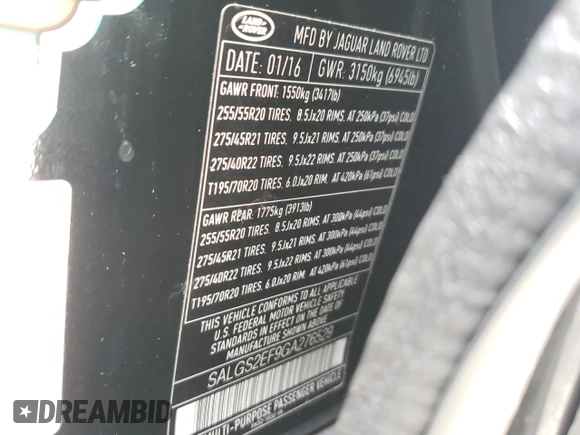 LAND
ROVER
MFD BY JAGUAR LAND ROVER LTD
DATE: 01/16
GWR: 3150kg (6945lb)
GAWR FRONT: 1550kg (3417lb)
255/55R20 TIRES. 8.5Jx20 RIMS. AT 250kPa (37psi) COLD
275/45R21 TIRES. 9.5Jx21 RIMS. AT 250kPa (37psi) COLD
275/40R22 TIRES. 9.5Jx22 RIMS. AT 250kPa (37psi) COLD
T195/70R20 TIRES. 6.0Jx20 RIM. AT 420kPa (61psi) COLD
GAWR REAR: 1775kg (3913lb)
255/55R20 TIRES. 8.5Jx20 RIMS. AT 300kPa (44psi) COLD
275/45R21 TIRES. 9.5Jx21 RIMS. AT 300kPa (44psi) COLD
275/40R22 TIRES. 9.5Jx22 RIMS. AT 300kPa (44psi) COLD
T195/70R20 TIRES. 6.0Jx20 RIM. AT 420kPa (61psi) COLD
THIS VEHICLE CONFORMS TO ALL APPLICABLE
U.S. FEDERAL MOTOR VEHICLE SAFETY
STANDARDS IN EFFECT ON THE DATE OF
MANUFACTURE SHOWN ABOVE
SALGS2EF9GA276529
MULTI-PURPOSE PASSENGER VEHICLE
DREAMBID